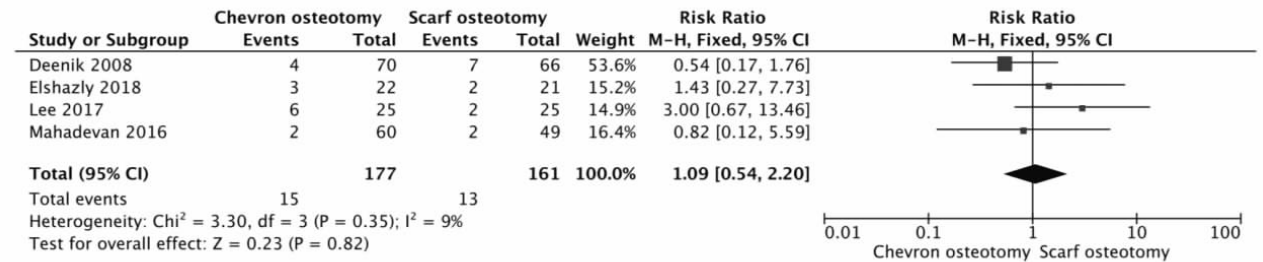 Chevron osteotomy Scarf osteotomy Risk Ratio Risk Ratio
Study or Subgroup Events Total Events Total Weight M-H, Fixed, 95% CI M-H, Fixed, 95% CI
Deenik 2008 4 70 7 66 53.6% 0.54 [0.17, 1.76]
Elshazly 2018 3 22 2 21 15.2% 1.43 [0.27, 7.73]
Lee 2017 6 25 2 25 14.9% 3.00 [0.67, 13.46]
Mahadevan 2016 2 60 2 49 16.4% 0.82 [0.12, 5.59]
Total (95% CI) 177 161 100.0% 1.09 [0.54, 2.20]
Total events 15 13
Heterogeneity: Chi² = 3.30, df = 3 (P = 0.35); I² = 9%
Test for overall effect: Z = 0.23 (P = 0.82)
0.01 0.1 1 10 100
Chevron osteotomy Scarf osteotomy